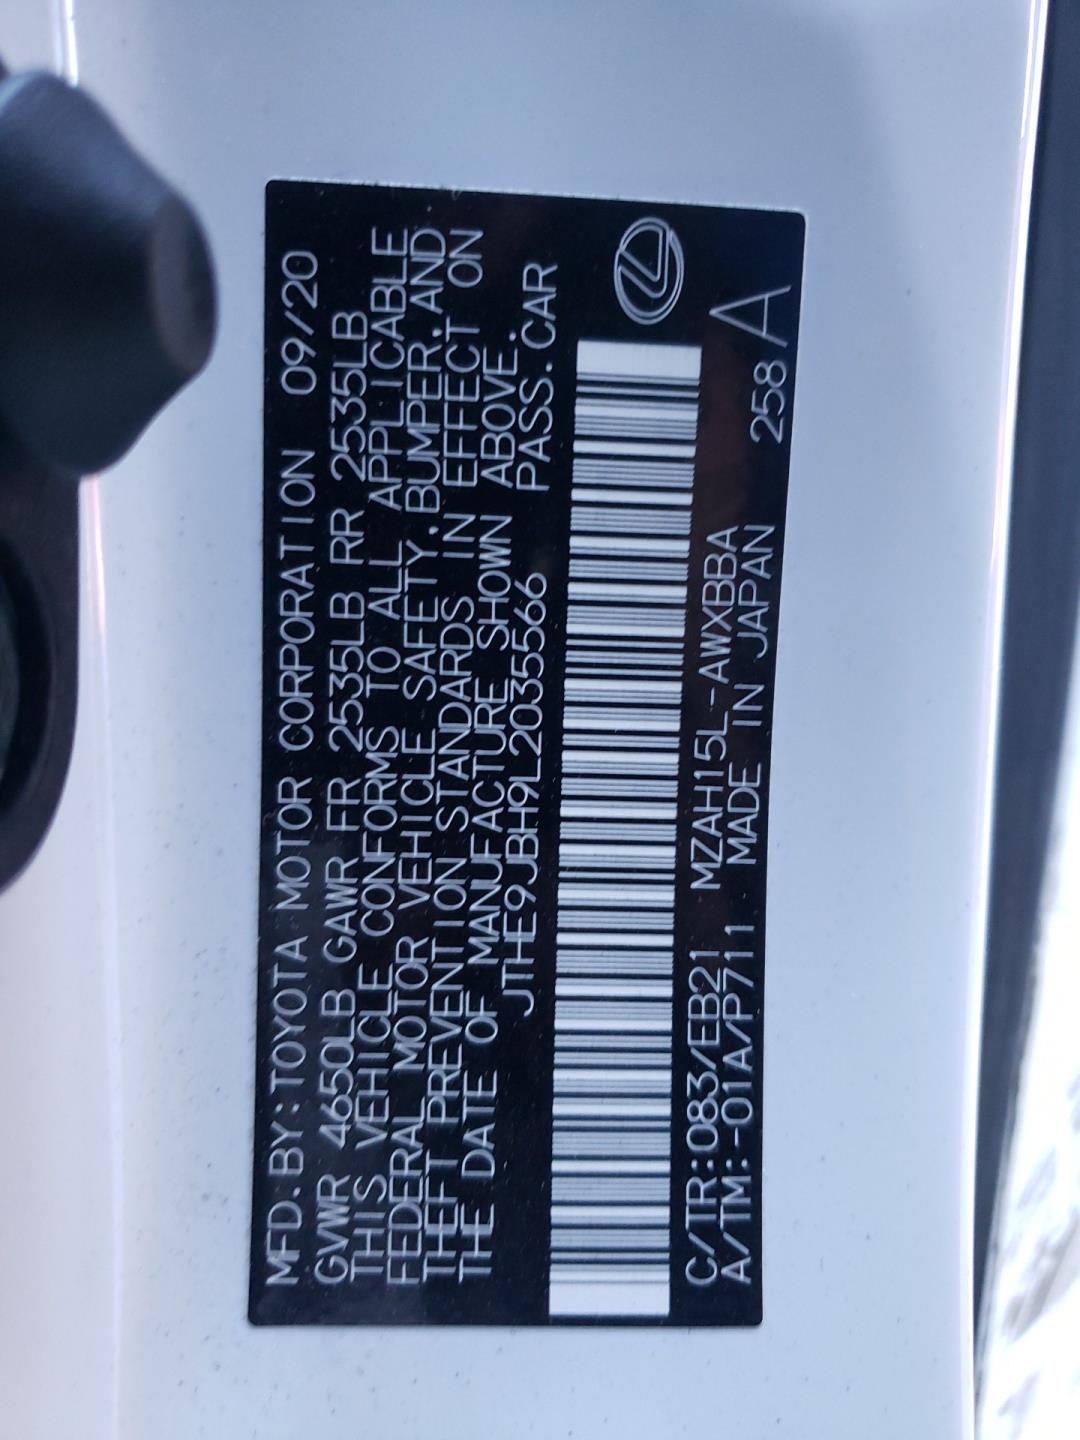 MFD. BY: TOYOTA MOTOR CORPORATION 09/20
GVWR 4650LB GAWR FR 2535LB RR 2535LB
THIS VEHICLE CONFORMS TO ALL APPLICABLE
FEDERAL MOTOR VEHICLE SAFETY, BUMPER, AND
THEFT PREVENTION STANDARDS IN EFFECT ON
THE DATE OF MANUFACTURE SHOWN ABOVE.
JTHE9JBH9L2035566 PASS. CAR
C/TR:083/EB21 MZAH15L-AWXBBA 258 A
A/TM:-01A/P711 MADE IN JAPAN